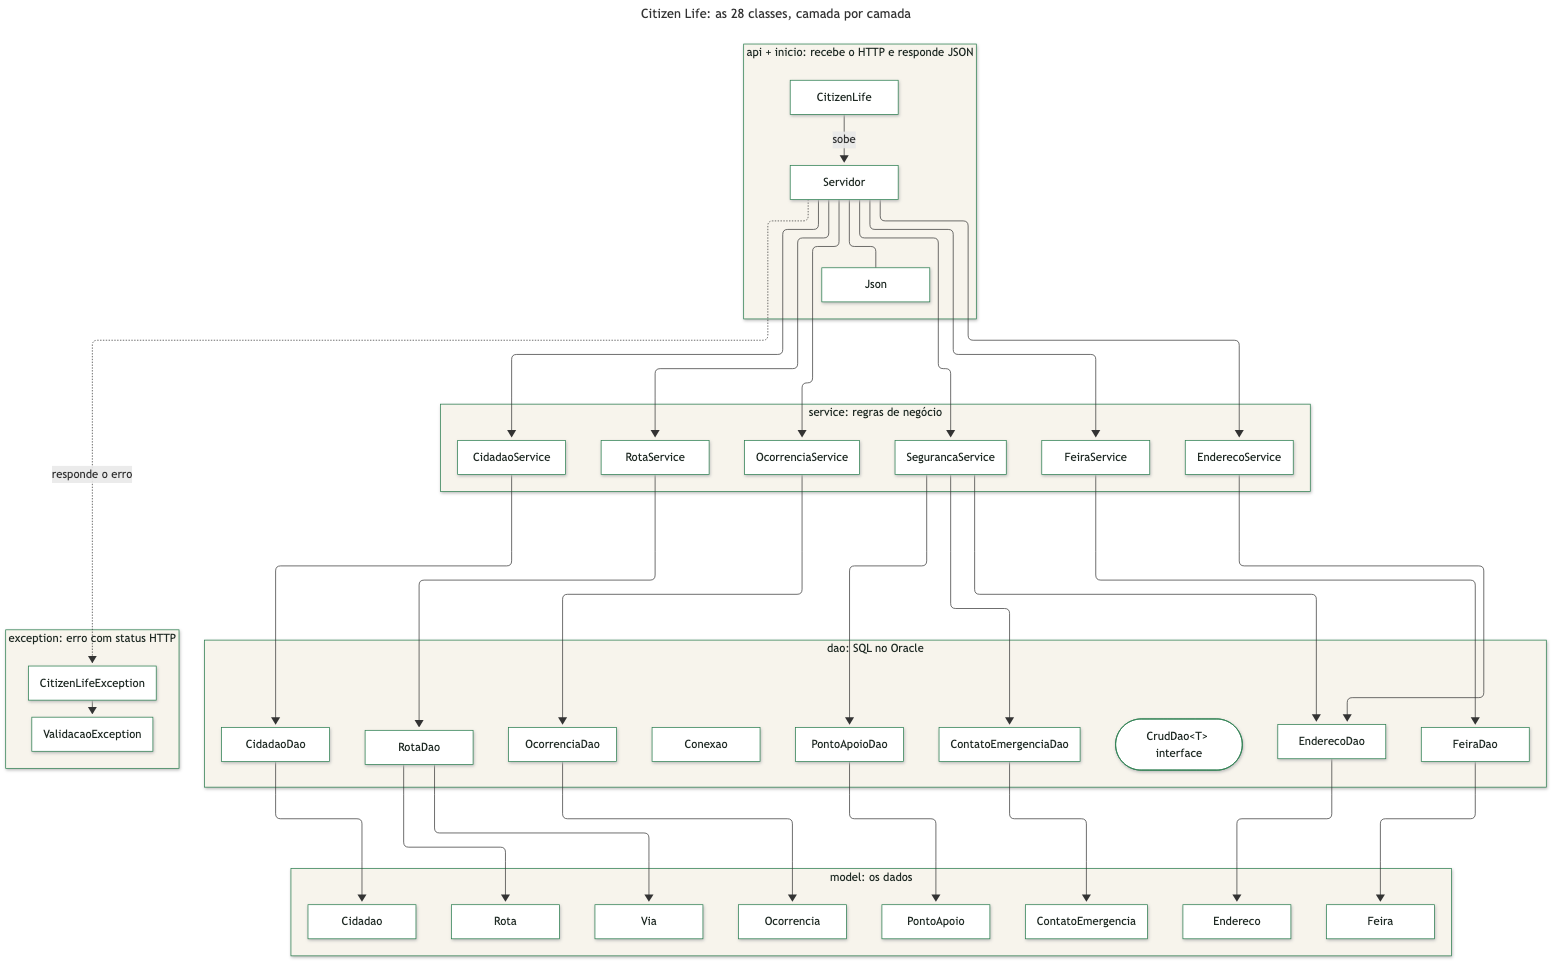 Citizen Life: as 28 classes, camada por camada
api + inicio: recebe o HTTP e responde JSON
CitizenLife
sobe
Servidor
Json
service: regras de negócio
CidadaoService
RotaService
OcorrenciaService
SegurancaService
FeiraService
EnderecoService
responde o erro
exception: erro com status HTTP
CitizenLifeException
ValidacaoException
dao: SQL no Oracle
CidadaoDao
RotaDao
OcorrenciaDao
Conexao
PontoApoioDao
ContatoEmergenciaDao
CrudDao<T>
interface
EnderecoDao
FeiraDao
model: os dados
Cidadao
Rota
Via
Ocorrencia
PontoApoio
ContatoEmergencia
Endereco
Feira